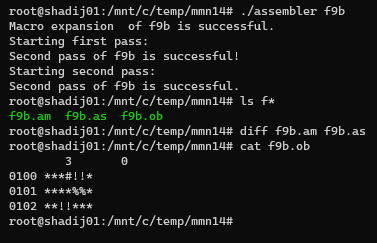 root@shadij01:/mnt/c/temp/mmn14# ./assembler f9b
Macro expansion  of f9b is successful.
Starting first pass:
Second pass of f9b is successful!
Starting second pass:
Second pass of f9b is successful.
root@shadij01:/mnt/c/temp/mmn14# ls f*
f9b.am  f9b.as  f9b.ob
root@shadij01:/mnt/c/temp/mmn14# diff f9b.am f9b.as
root@shadij01:/mnt/c/temp/mmn14# cat f9b.ob
        3       0
0100 ***#!!*
0101 ****%%*
0102 **!!***
root@shadij01:/mnt/c/temp/mmn14#